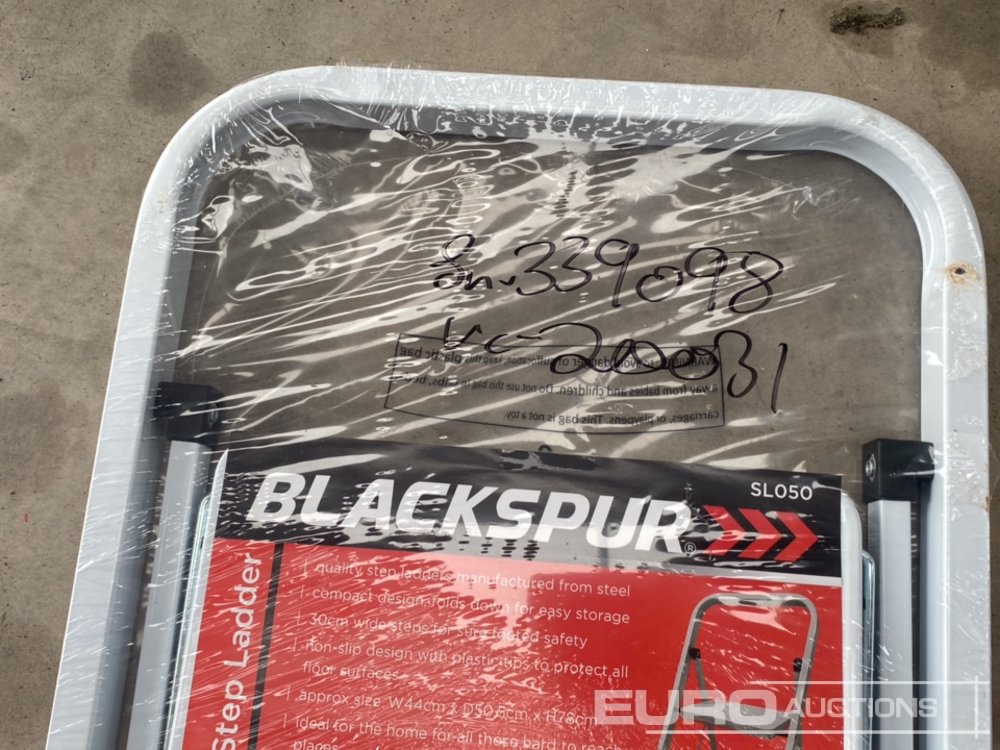 Sn. 339098
VC-2000B1
WARNING: to avoid danger of suffocation, keep this plastic bag
away from babies and children. Do not use this bag in cribs, beds,
carriages, or playpens. This bag is not a toy.
BLACKSPUR®
SL050
Step Ladder
quality step ladders manufactured from steel
compact design-folds down for easy storage
30cm wide steps for sure footed safety
non-slip design with plastic tips to protect all
floor surfaces
approx size: W44cm x D50.5cm x H78cm
Ideal for the home for all those hard to reach
places
EUROAUCTIONS